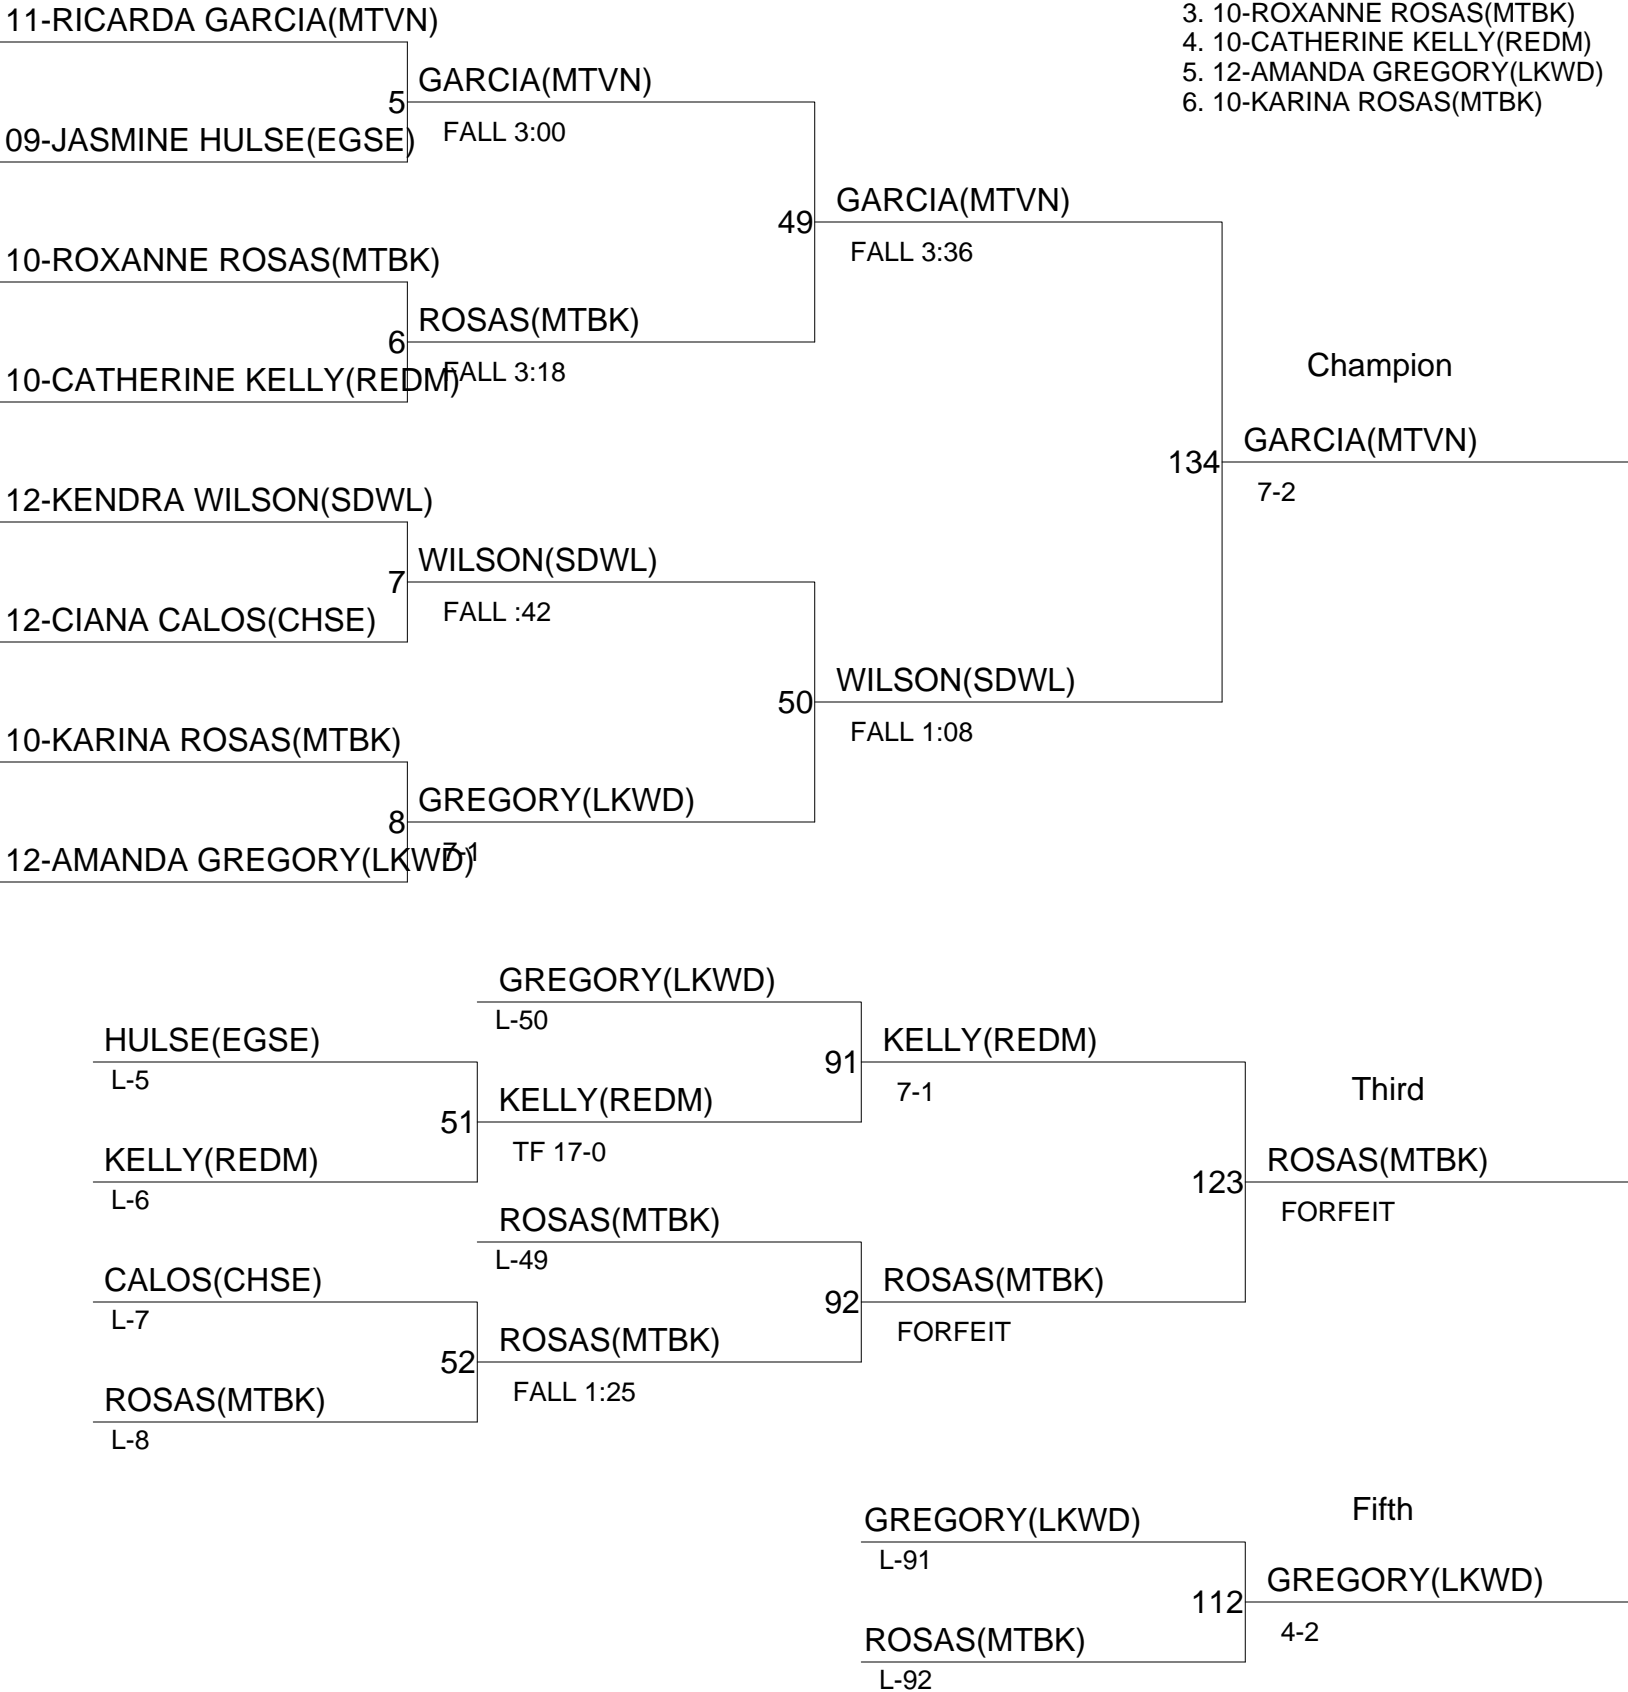 11-RICARDA GARCIA(MTVN)
3. 10-ROXANNE ROSAS(MTBK)
4. 10-CATHERINE KELLY(REDM)
5. 12-AMANDA GREGORY(LKWD)
6. 10-KARINA ROSAS(MTBK)
GARCIA(MTVN)
5
FALL 3:00
09-JASMINE HULSE(EGSE)
GARCIA(MTVN)
49
FALL 3:36
10-ROXANNE ROSAS(MTBK)
ROSAS(MTBK)
6
FALL 3:18
10-CATHERINE KELLY(REDM)
Champion
GARCIA(MTVN)
134
7-2
12-KENDRA WILSON(SDWL)
WILSON(SDWL)
7
FALL :42
12-CIANA CALOS(CHSE)
WILSON(SDWL)
50
FALL 1:08
10-KARINA ROSAS(MTBK)
GREGORY(LKWD)
8
7-1
12-AMANDA GREGORY(LKWD)
GREGORY(LKWD)
L-50
HULSE(EGSE)
L-5
91
KELLY(REDM)
7-1
51
KELLY(REDM)
TF 17-0
KELLY(REDM)
L-6
Third
123
ROSAS(MTBK)
FORFEIT
ROSAS(MTBK)
L-49
CALOS(CHSE)
L-7
92
ROSAS(MTBK)
FORFEIT
52
ROSAS(MTBK)
FALL 1:25
ROSAS(MTBK)
L-8
Fifth
GREGORY(LKWD)
L-91
112
GREGORY(LKWD)
4-2
ROSAS(MTBK)
L-92